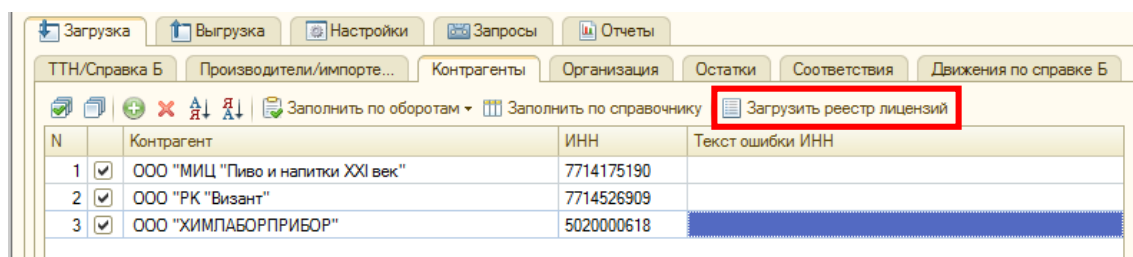 Загрузка Выгрузка Настройки Запросы Отчеты
ТТН/Справка Б Производители/импорте... Контрагенты Организация Остатки Соответствия Движения по справке Б
Заполнить по оборотам Заполнить по справочнику Загрузить реестр лицензий
N Контрагент ИНН Текст ошибки ИНН
1 ООО "МИЦ "Пиво и напитки XXI век" 7714175190
2 ООО "РК "Визант" 7714526909
3 ООО "ХИМЛАБОРПРИБОР" 5020000618